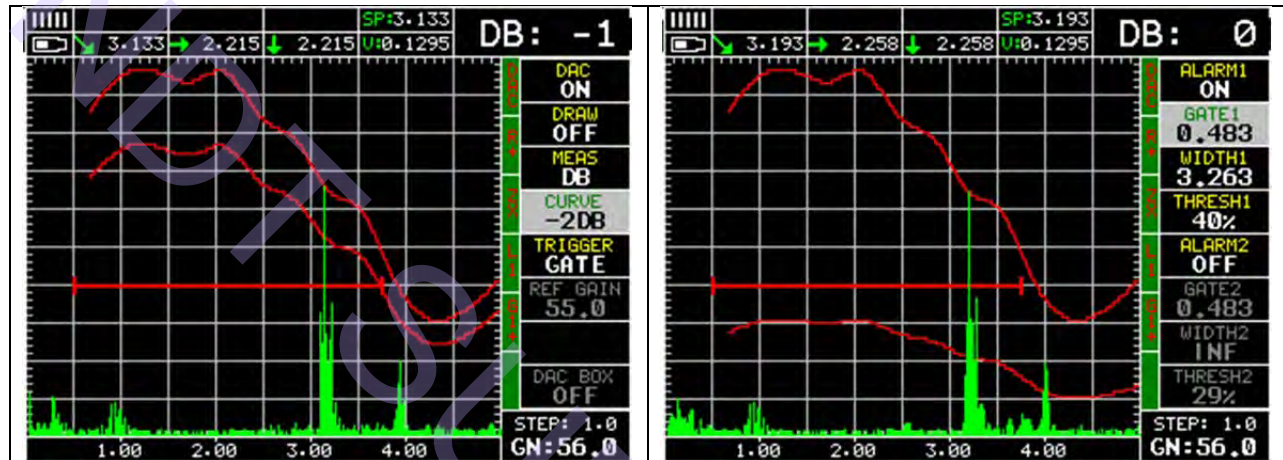 SP:3.133
3.133 2.215 2.215 V:0.1295
DB: -1
DAC
ON
DRAW
OFF
MEAS
DB
CURVE
-2DB
TRIGGER
GATE
REF GAIN
55.0
DAC BOX
OFF
STEP: 1.0
GN:56.0
1.00 2.00 3.00 4.00
SP:3.193
3.193 2.258 2.258 V:0.1295
DB: 0
ALARM1
ON
GATE1
0.483
WIDTH1
3.263
THRESH1
40%
ALARM2
OFF
GATE2
0.483
WIDTH2
INF
THRESH2
29%
STEP: 1.0
GN:56.0
1.00 2.00 3.00 4.00